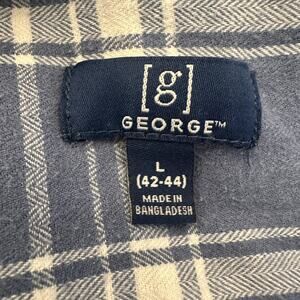 [g]
GEORGE™
L
(42-44)
MADE IN
BANGLADESH